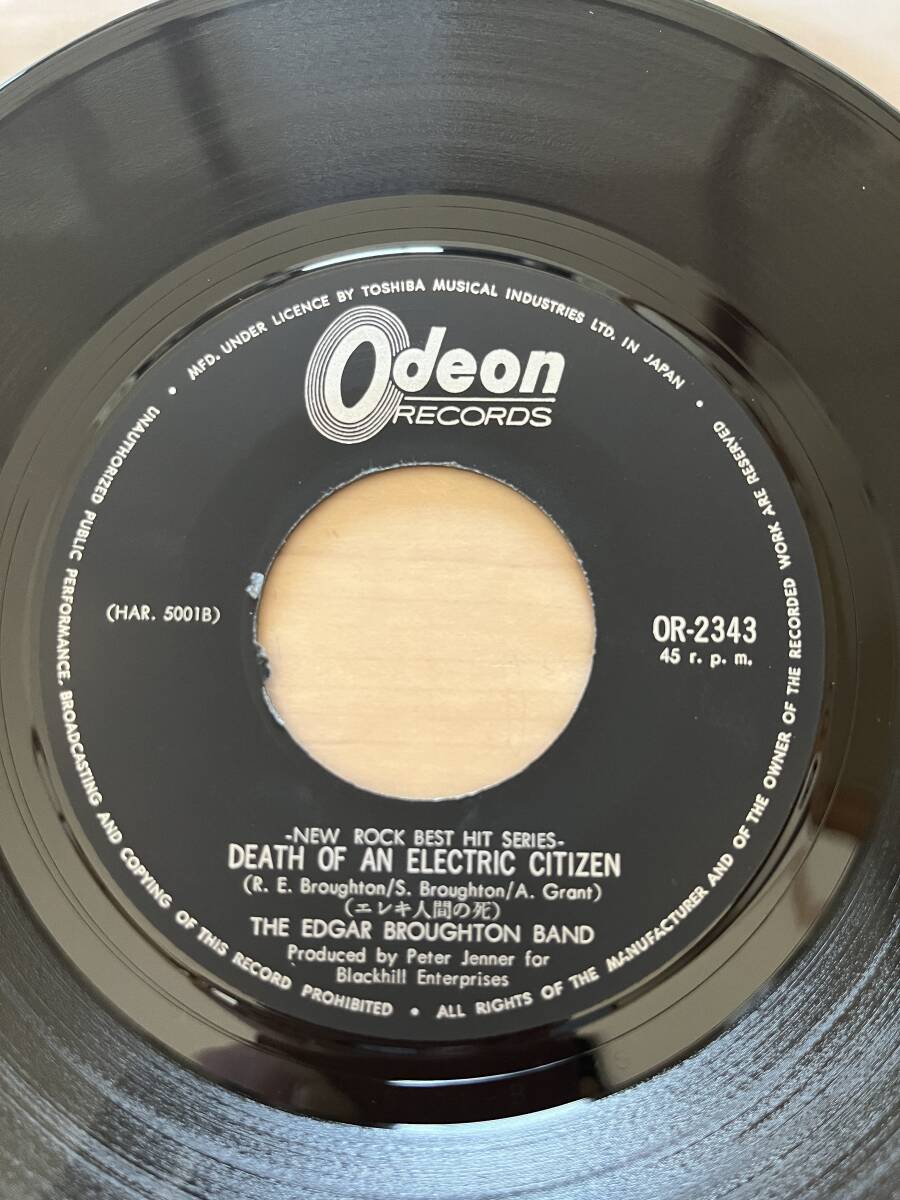 MFD. UNDER LICENCE BY TOSHIBA MUSICAL INDUSTRIES LTD. IN JAPAN •
Odeon
RECORDS
(HAR. 5001B)
OR-2343
45 r. p. m.
-NEW ROCK BEST HIT SERIES-
DEATH OF AN ELECTRIC CITIZEN
(R. E. Broughton/S. Broughton/A. Grant)
(エレキ人間の死)
THE EDGAR BROUGHTON BAND
Produced by Peter Jenner for
Blackhill Enterprises
UNAUTHORIZED PUBLIC PERFORMANCE, BROADCASTING AND COPYING OF THIS RECORD PROHIBITED • ALL RIGHTS OF THE MANUFACTURER AND OF THE OWNER OF THE RECORDED WORK ARE RESERVED •